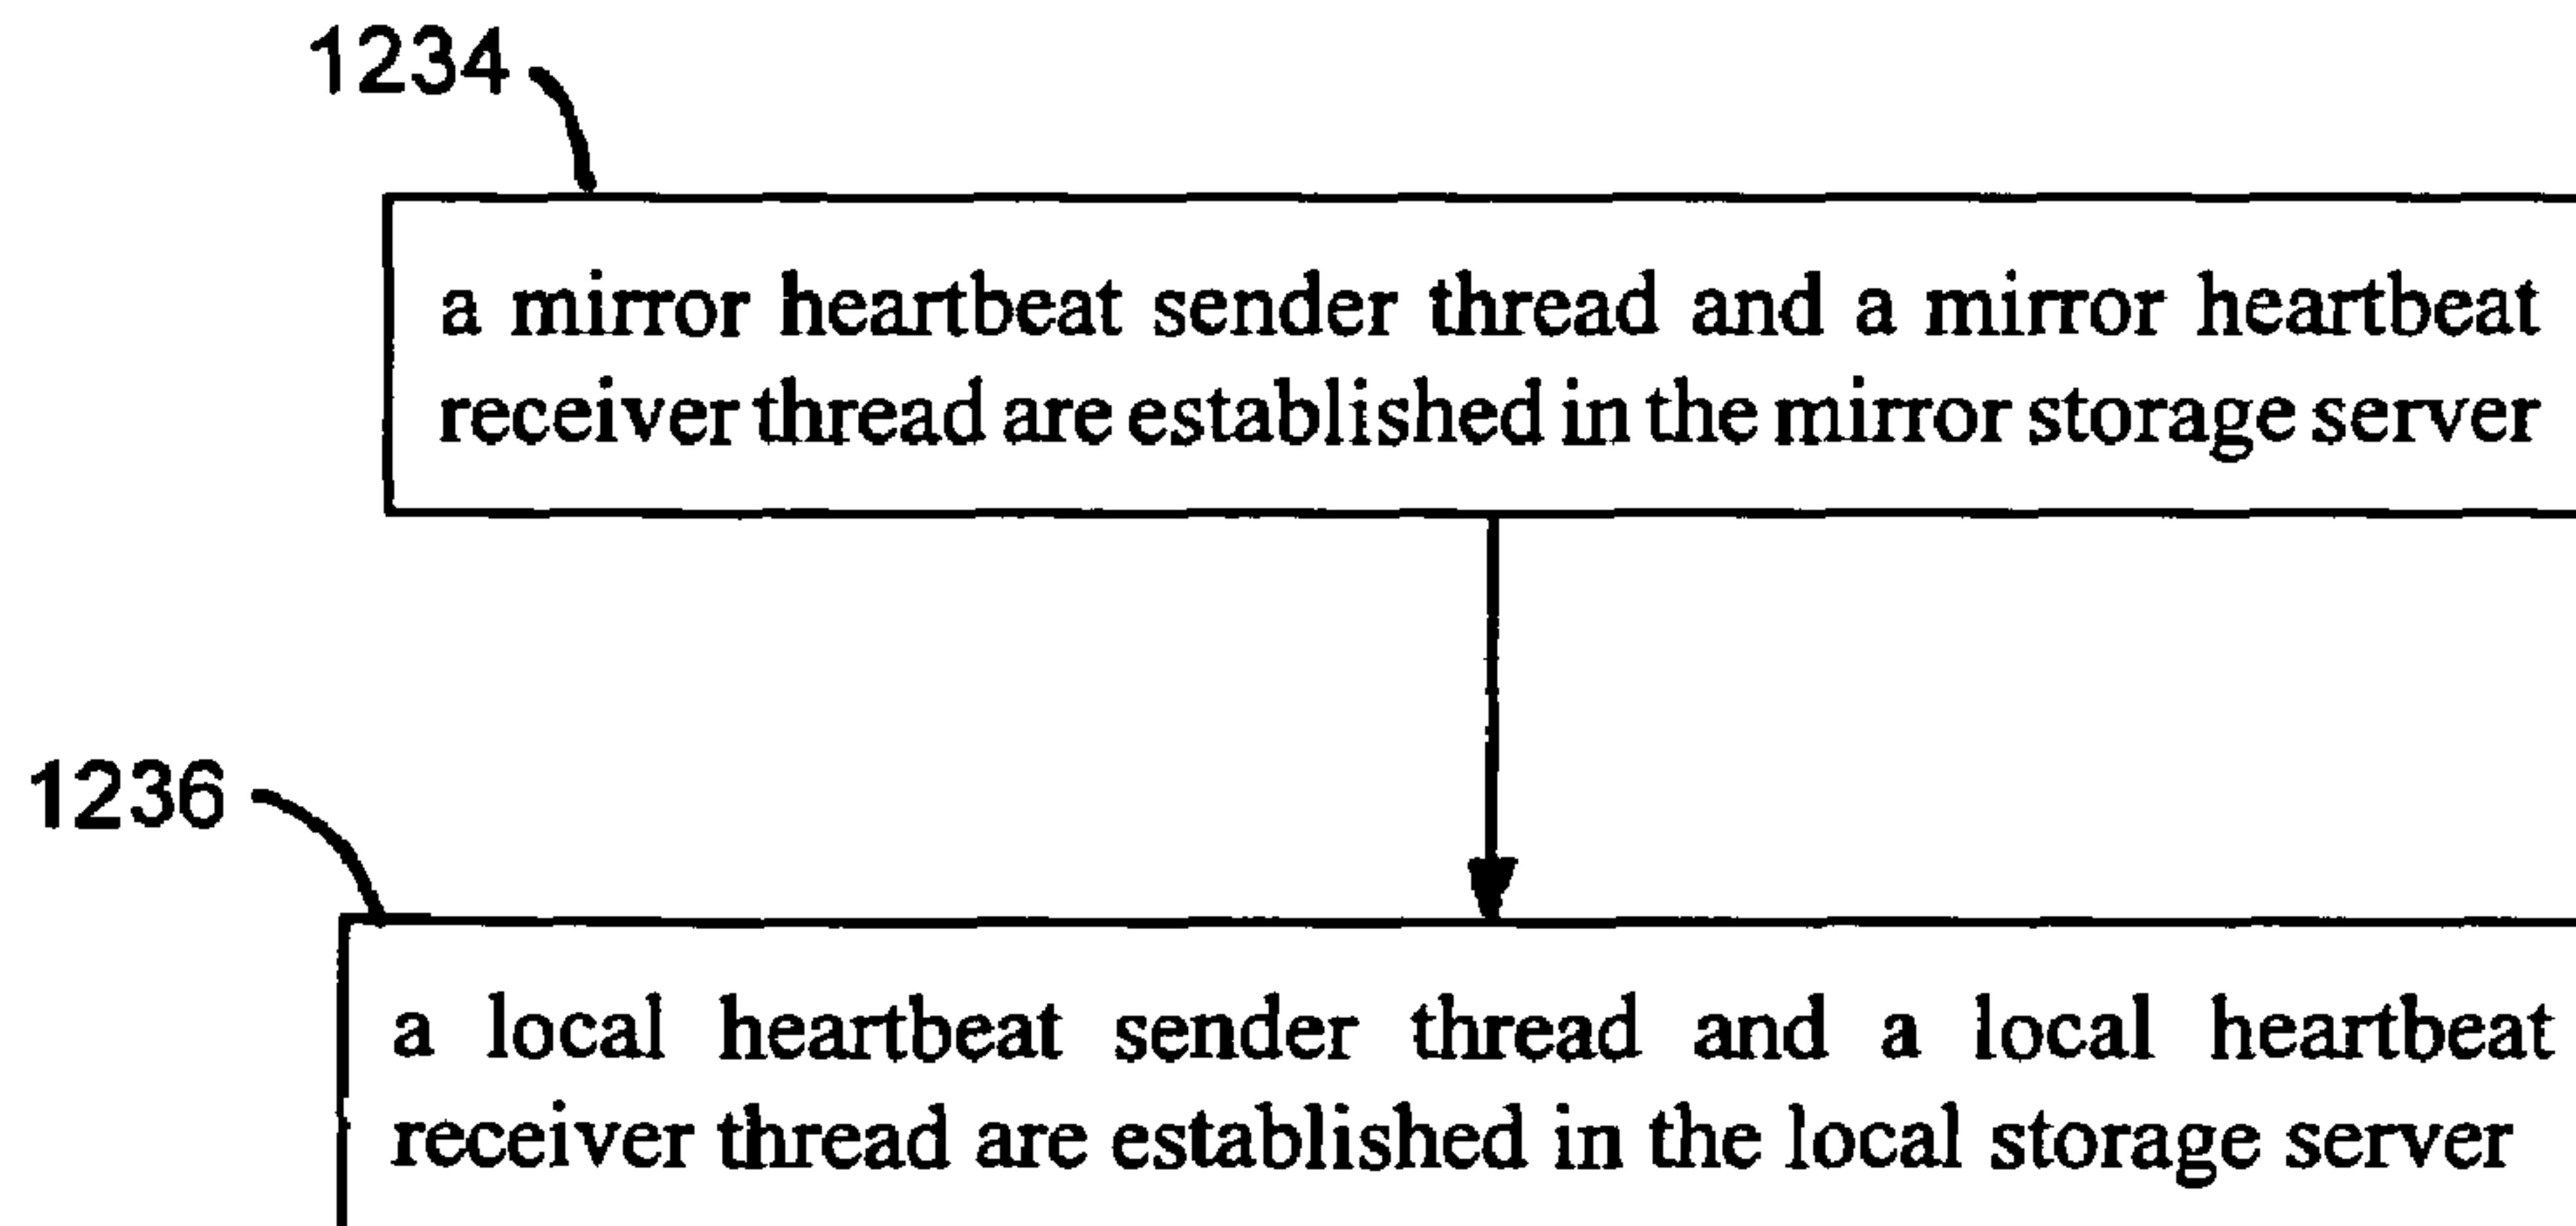 1234
a mirror heartbeat sender thread and a mirror heartbeat
receiver thread are established in the mirror storage server
1236
a local heartbeat sender thread and a local heartbeat
receiver thread are established in the local storage server